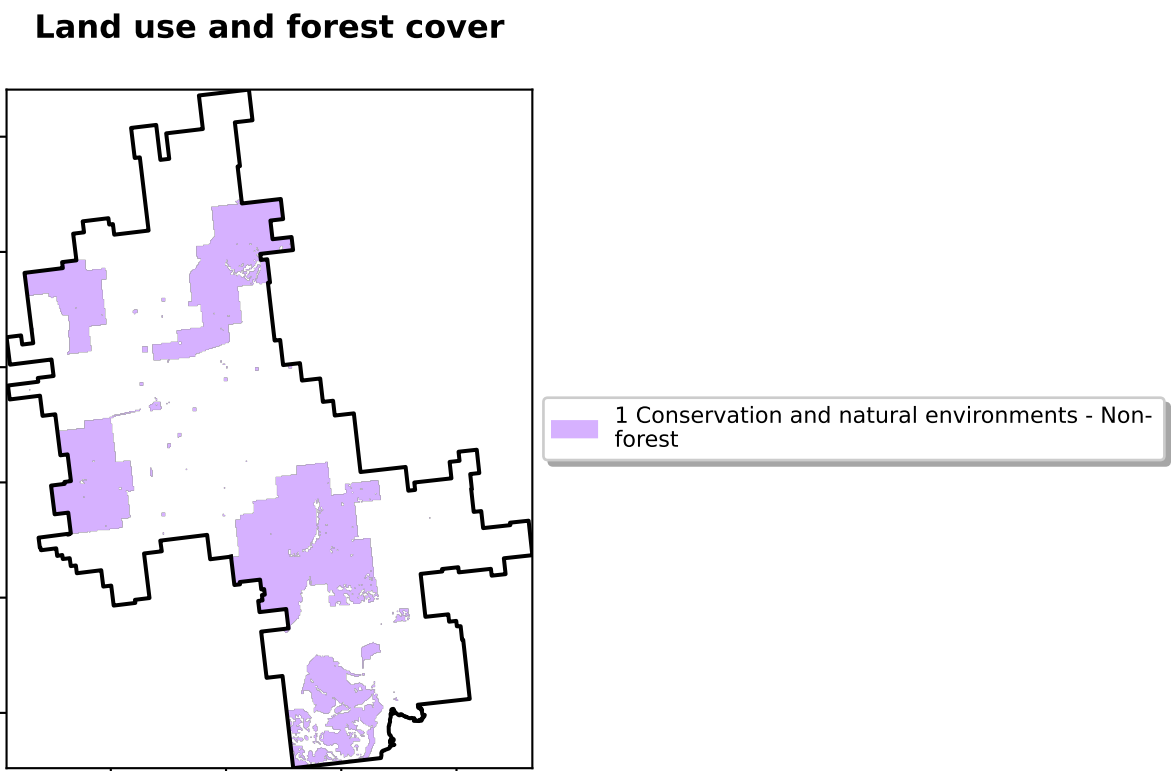 Land use and forest cover
1 Conservation and natural environments - Non-
forest